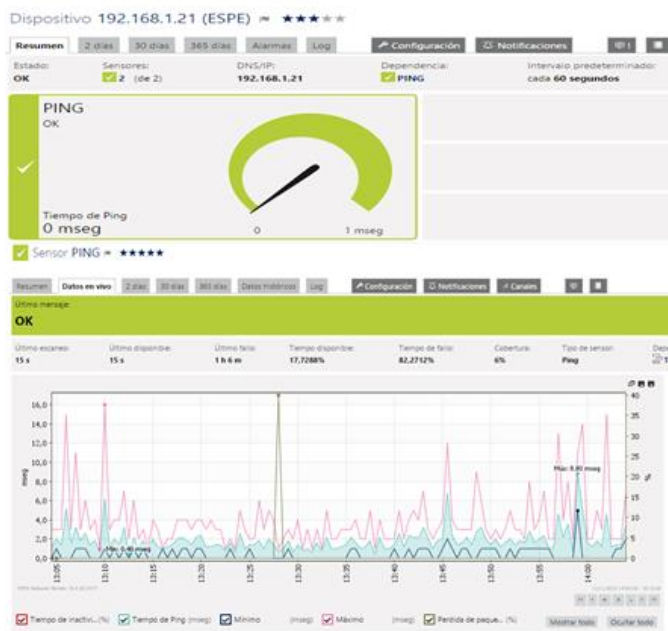 Dispositivo 192.168.1.21 (ESPE)
Resumen 2 días 30 días 365 días Alarmas Log Configuración Notificaciones 1
Estado: Sensores: DNS/IP: Dependencia: Intervalo predeterminado:
OK 2 (de 2) 192.168.1.21 PING cada 60 segundos
PING
OK
Tiempo de Ping
0 mseg
0 1 mseg
Sensor PING
Resumen Datos en vivo 2 días 30 días 365 días Datos históricos Log Configuración Notificaciones Canales
Último mensaje:
OK
Último escaneo: Último disponible: Último fallo: Tiempo disponible: Tiempo de fallo: Cobertura: Tipo de sensor:
15 s 15 s 1 h 6 m 17,7288% 82,2712% 6% Ping
16,0
14,0
12,0
10,0
8,0
6,0
4,0
2,0
0,0
mseg
40
35
30
25
20
15
10
5
0
%
13:05 13:10 13:15 13:20 13:25 13:30 13:35 13:40 13:45 13:50 13:55 14:00
Tiempo de inactivi... (%) Tiempo de Ping (mseg) Mínimo (mseg) Máximo (mseg) Perdida de paque... (%)
Mostrar todo Ocultar todo